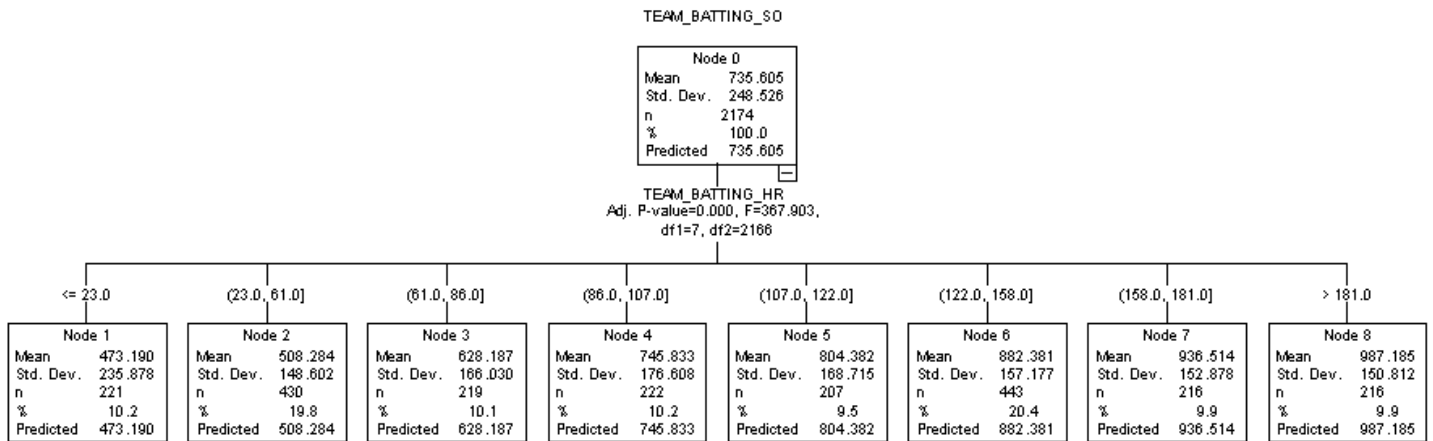 TEAM_BATTING_SO
Node 0
Mean 735.605
Std. Dev. 248.526
n 2174
% 100.0
Predicted 735.605
TEAM_BATTING_HR
Adj. P-value=0.000, F=367.903,
df1=7, df2=2166
<= 23.0
(23.0, 61.0]
(61.0, 86.0]
(86.0, 107.0]
(107.0, 122.0]
(122.0, 158.0]
(158.0, 181.0]
> 181.0
Node 1
Mean 473.190
Std. Dev. 235.878
n 221
% 10.2
Predicted 473.190
Node 2
Mean 508.284
Std. Dev. 148.602
n 430
% 19.8
Predicted 508.284
Node 3
Mean 628.187
Std. Dev. 166.030
n 219
% 10.1
Predicted 628.187
Node 4
Mean 745.833
Std. Dev. 176.608
n 222
% 10.2
Predicted 745.833
Node 5
Mean 804.382
Std. Dev. 168.715
n 207
% 9.5
Predicted 804.382
Node 6
Mean 882.381
Std. Dev. 157.177
n 443
% 20.4
Predicted 882.381
Node 7
Mean 936.514
Std. Dev. 152.878
n 216
% 9.9
Predicted 936.514
Node 8
Mean 987.185
Std. Dev. 150.812
n 216
% 9.9
Predicted 987.185